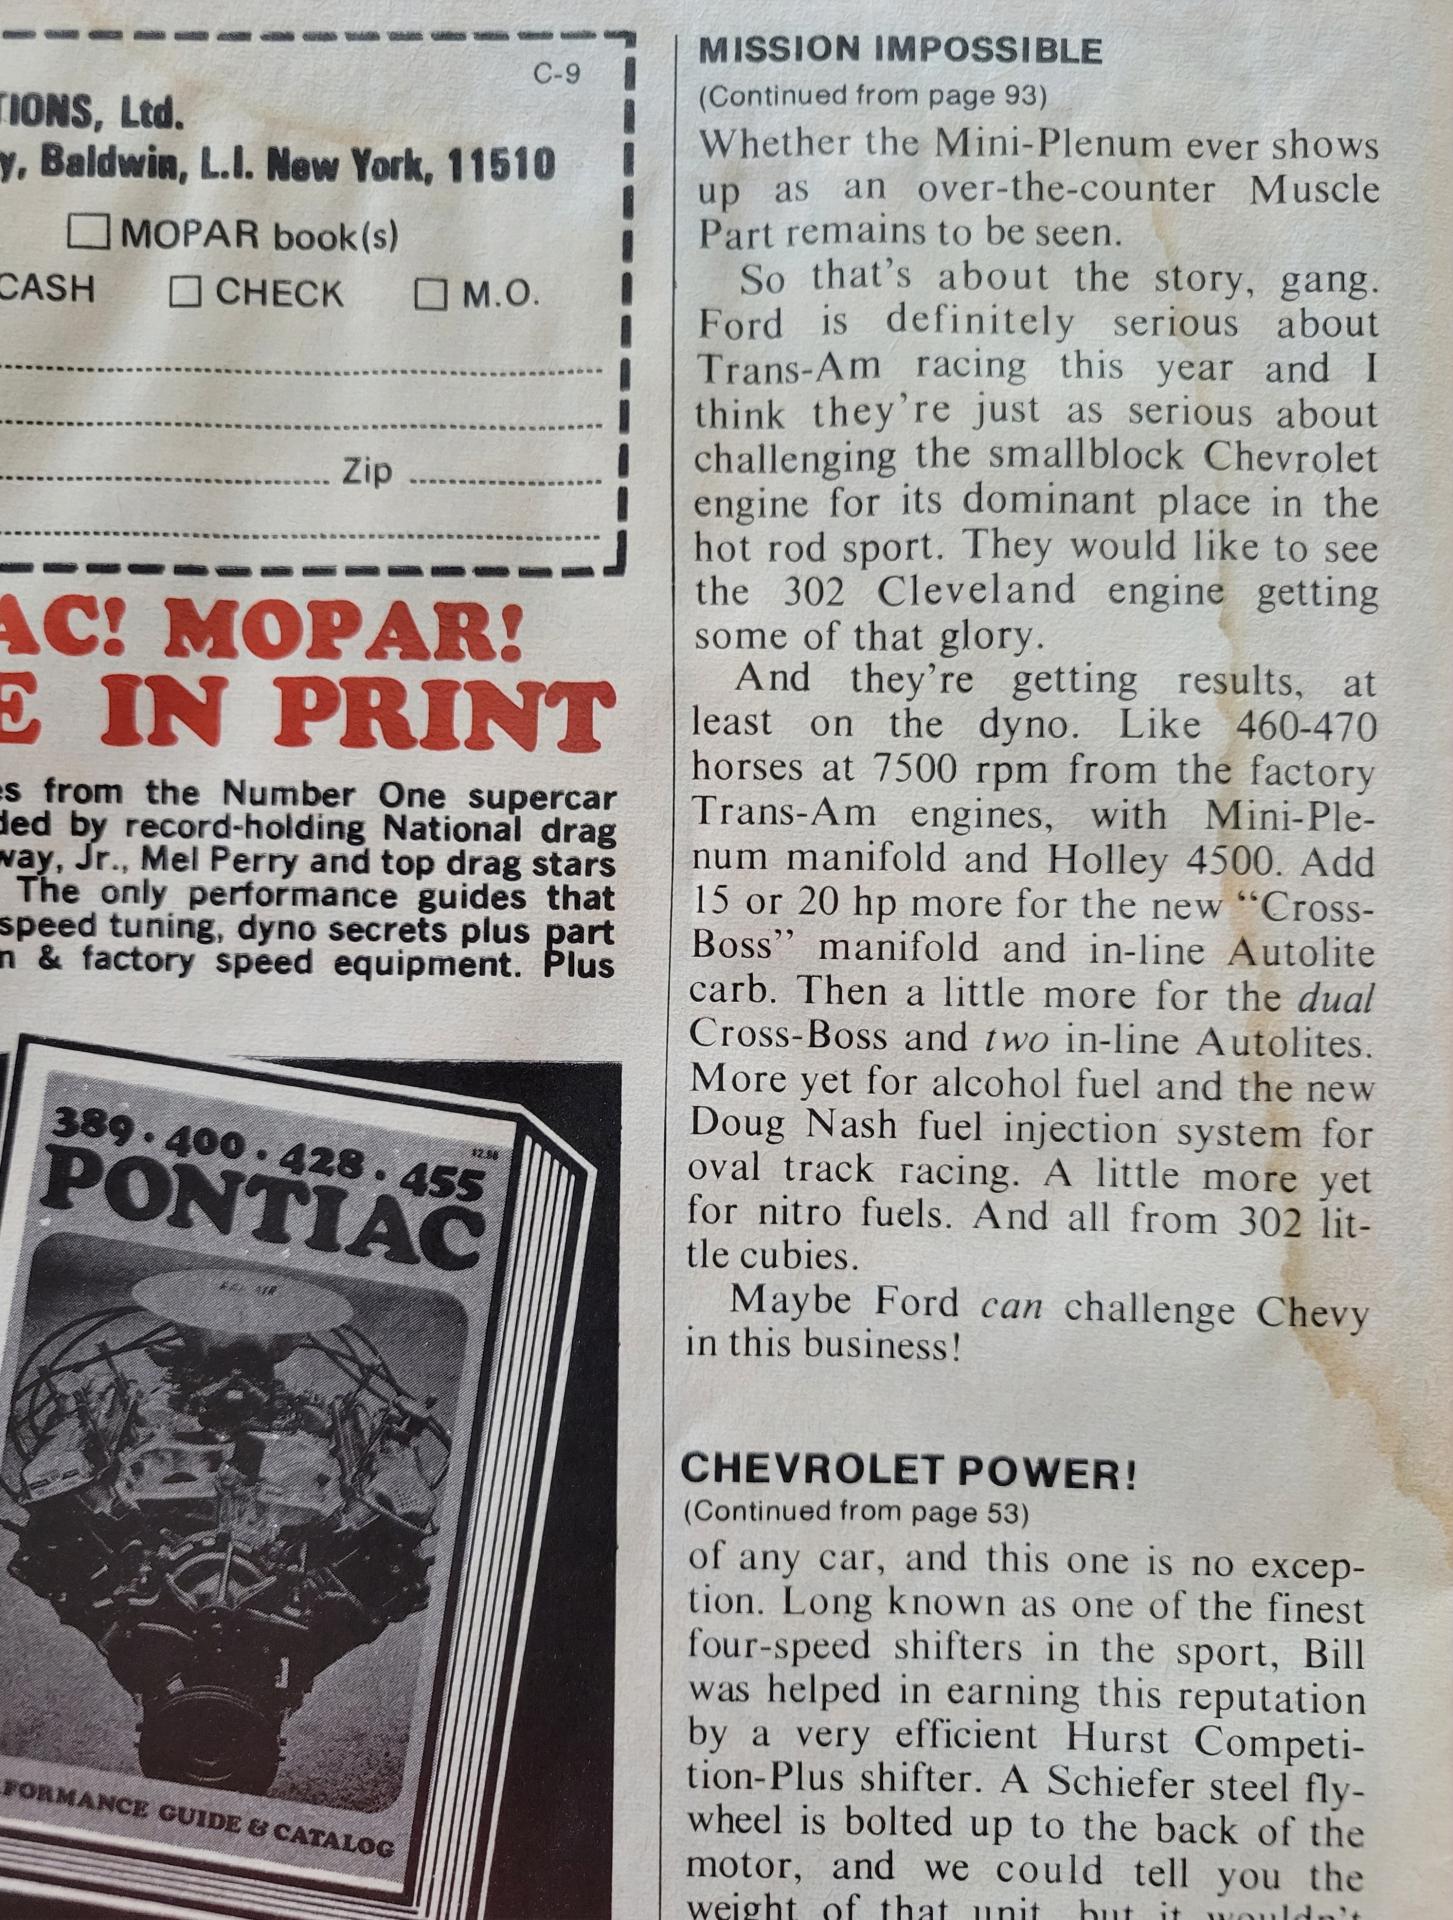 C-9
TIONS, Ltd.
y, Baldwin, L.I. New York, 11510
MOPAR book(s)
CASH CHECK M.O.
Zip
AC! MOPAR!
E IN PRINT
es from the Number One supercar
ded by record-holding National drag
way, Jr., Mel Perry and top drag stars
The only performance guides that
speed tuning, dyno secrets plus part
n & factory speed equipment. Plus
389 · 400 · 428 · 455
PONTIAC
FORMANCE GUIDE & CATALOG
MISSION IMPOSSIBLE
(Continued from page 93)
Whether the Mini-Plenum ever shows
up as an over-the-counter Muscle
Part remains to be seen.
So that's about the story, gang.
Ford is definitely serious about
Trans-Am racing this year and I
think they're just as serious about
challenging the smallblock Chevrolet
engine for its dominant place in the
hot rod sport. They would like to see
the 302 Cleveland engine getting
some of that glory.
And they're getting results, at
least on the dyno. Like 460-470
horses at 7500 rpm from the factory
Trans-Am engines, with Mini-Ple-
num manifold and Holley 4500. Add
15 or 20 hp more for the new “Cross-
Boss” manifold and in-line Autolite
carb. Then a little more for the dual
Cross-Boss and two in-line Autolites.
More yet for alcohol fuel and the new
Doug Nash fuel injection system for
oval track racing. A little more yet
for nitro fuels. And all from 302 lit-
tle cubies.
Maybe Ford can challenge Chevy
in this business!
CHEVROLET POWER!
(Continued from page 53)
of any car, and this one is no excep-
tion. Long known as one of the finest
four-speed shifters in the sport, Bill
was helped in earning this reputation
by a very efficient Hurst Competi-
tion-Plus shifter. A Schiefer steel fly-
wheel is bolted up to the back of the
motor, and we could tell you the
weight of that unit, but it wouldn't